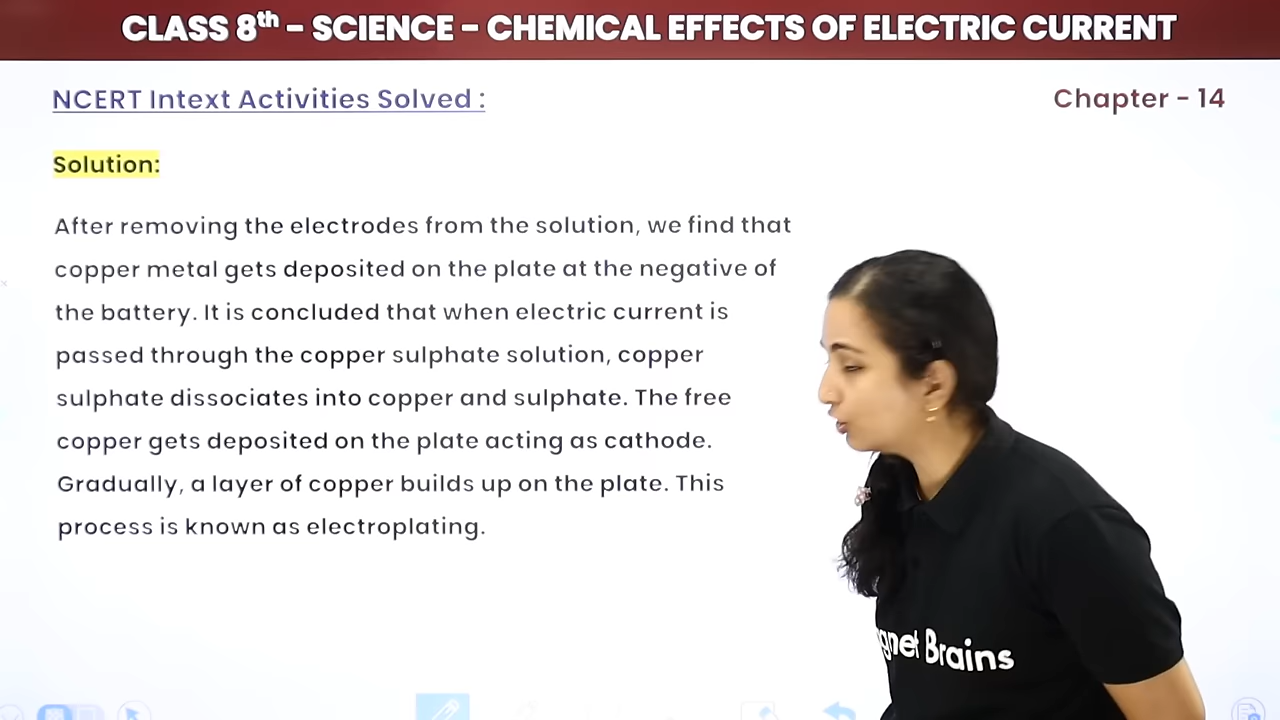 CLASS 8th - SCIENCE - CHEMICAL EFFECTS OF ELECTRIC CURRENT
NCERT Intext Activities Solved :
Chapter - 14
Solution:
After removing the electrodes from the solution, we find that
copper metal gets deposited on the plate at the negative of
the battery. It is concluded that when electric current is
passed through the copper sulphate solution, copper
sulphate dissociates into copper and sulphate. The free
copper gets deposited on the plate acting as cathode.
Gradually, a layer of copper builds up on the plate. This
process is known as electroplating.
gnet Brains